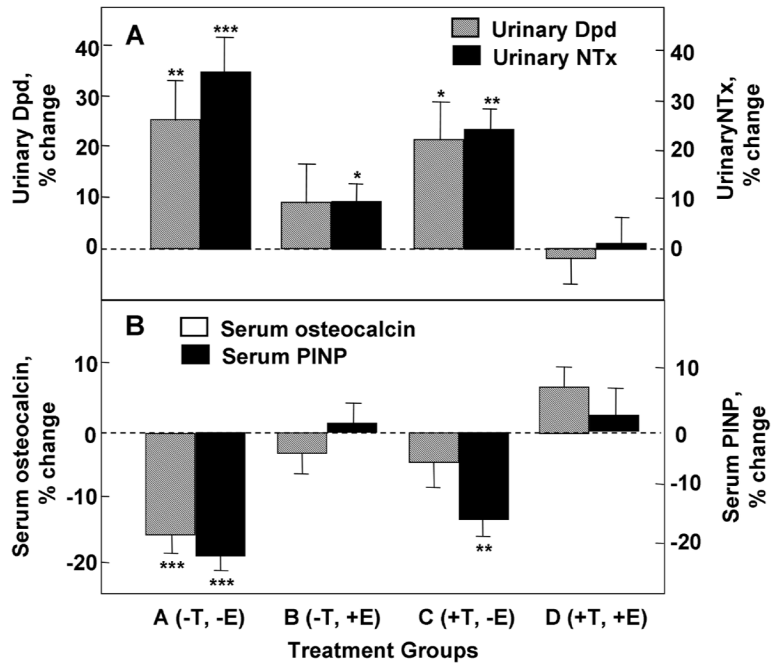 A
Urinary Dpd
Urinary NTx
Urinary Dpd,
% change
40
30
20
10
0
UrinaryNTx,
% change
40
30
20
10
0
** *** * * **
B
Serum osteocalcin
Serum PINP
Serum osteocalcin,
% change
10
0
-10
-20
Serum PINP,
% change
10
0
-10
-20
*** *** **
A (-T, -E) B (-T, +E) C (+T, -E) D (+T, +E)
Treatment Groups